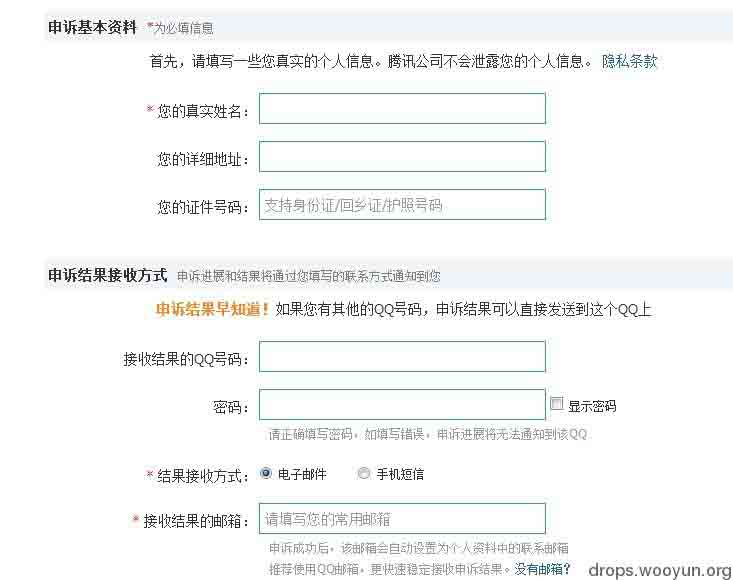 申诉基本资料 *为必填信息
首先，请填写一些您真实的个人信息。腾讯公司不会泄露您的个人信息。 隐私条款
* 您的真实姓名：
您的详细地址：
您的证件号码： 支持身份证/回乡证/护照号码
申诉结果接收方式 申诉进展和结果将通过您填写的联系方式通知到您
申诉结果早知道！如果您有其他的QQ号码，申诉结果可以直接发送到这个QQ上
接收结果的QQ号码：
密码： 显示密码
请正确填写密码，如填写错误，申诉进展将无法通知到该QQ
* 结果接收方式： 电子邮件 手机短信
* 接收结果的邮箱： 请填写您的常用邮箱
申诉成功后，该邮箱会自动设置为个人资料中的联系邮箱
推荐使用QQ邮箱，更快速稳定接收申诉结果。没有邮箱？
drops.wooyun.org